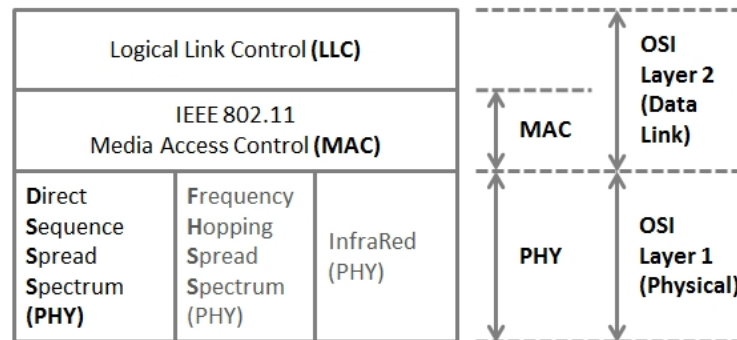 Logical Link Control (LLC)
IEEE 802.11
Media Access Control (MAC)
Direct
Sequence
Spread
Spectrum
(PHY)
Frequency
Hopping
Spread
Spectrum
(PHY)
InfraRed
(PHY)
MAC
PHY
OSI
Layer 2
(Data
Link)
OSI
Layer 1
(Physical)